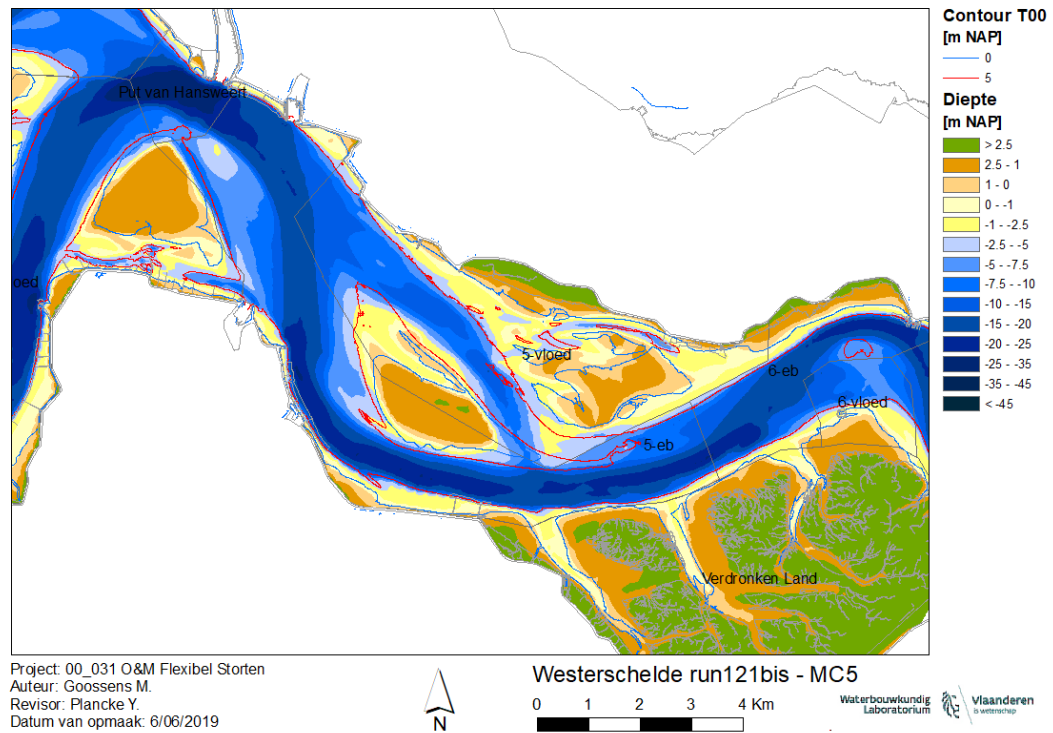 Put van Hansweert
oed
5-vloed
6-eb
6-vloed
5-eb
Verdronken Land
Contour T00
[m NAP]
0
5
Diepte
[m NAP]
> 2.5
2.5 - 1
1 - 0
0 - -1
-1 - -2.5
-2.5 - -5
-5 - -7.5
-7.5 - -10
-10 - -15
-15 - -20
-20 - -25
-25 - -35
-35 - -45
< -45
Project: 00_031 O&M Flexibel Storten
Auteur: Goossens M.
Revisor: Plancke Y.
Datum van opmaak: 6/06/2019
N
Westerschelde run121bis - MC5
0 1 2 3 4 Km
Waterbouwkundig
Laboratorium
Vlaanderen
is wetenschap